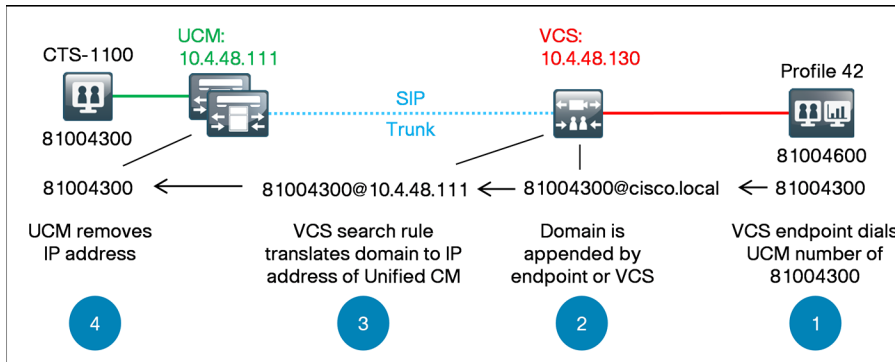 UCM:
10.4.48.111
VCS:
10.4.48.130
CTS-1100
Profile 42
SIP
Trunk
81004300
81004600
81004300
81004300@10.4.48.111
81004300@cisco.local
81004300
UCM removes
IP address
VCS search rule
translates domain to IP
address of Unified CM
Domain is
appended by
endpoint or VCS
VCS endpoint dials
UCM number of
81004300
4
3
2
1